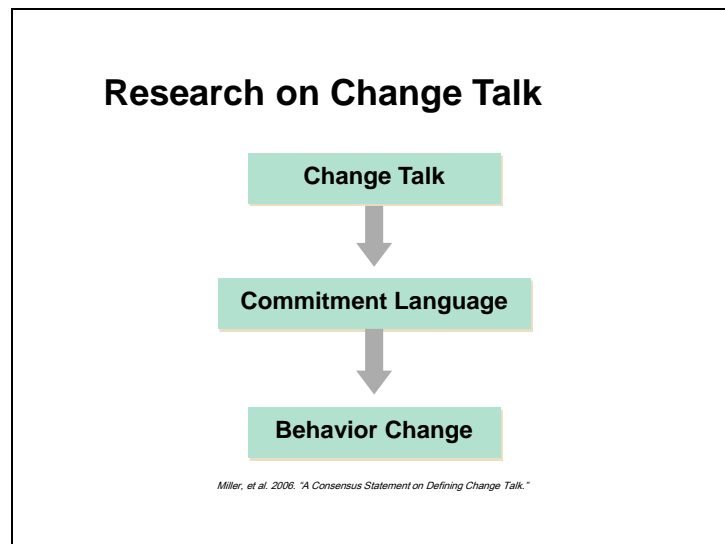 Research on Change Talk
Change Talk
Commitment Language
Behavior Change
Miller, et al. 2006. “A Consensus Statement on Defining Change Talk.”